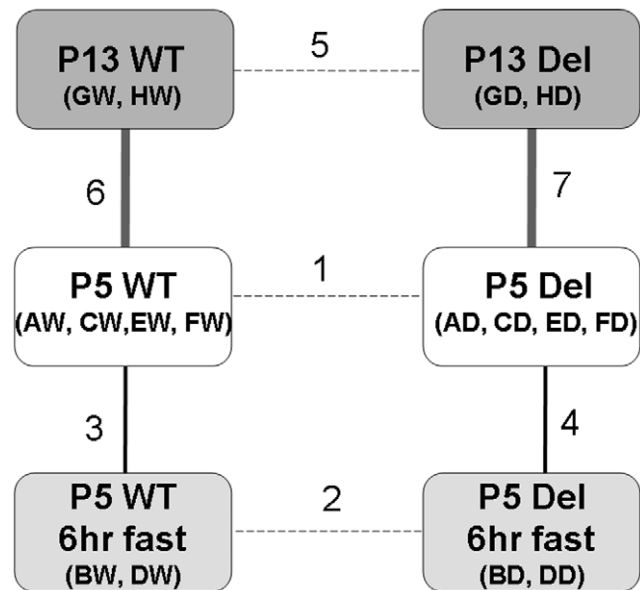 P13 WT
(GW, HW)
5
P13 Del
(GD, HD)
6
7
P5 WT
(AW, CW,EW, FW)
1
P5 Del
(AD, CD, ED, FD)
3
4
P5 WT
6hr fast
(BW, DW)
2
P5 Del
6hr fast
(BD, DD)